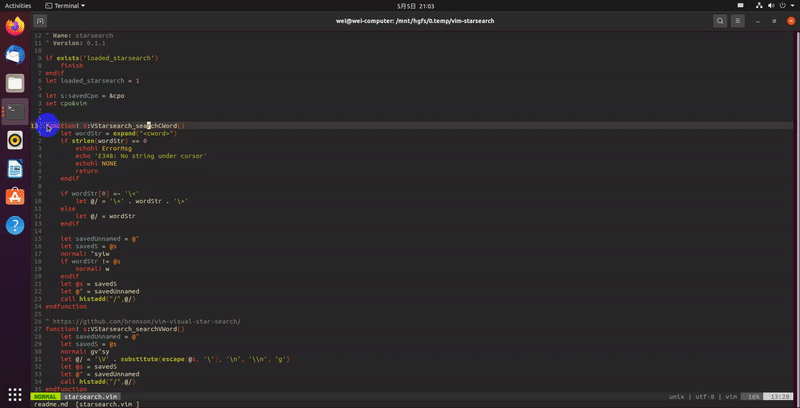 Activities Terminal 5月5日 21:03
wei@wei-computer: /mnt/hgfs/0.temp/vim-starsearch
12 " Name: starsearch
11 " Version: 0.1.1
10
9 if exists('loaded_starsearch')
8     finish
7 endif
6 let loaded_starsearch = 1
5
4 let s:savedCpo = &cpo
3 set cpo&vim
2
1
13 function! s:VStarsearch_searchCWord()
1     let wordStr = expand("<cword>")
2     if strlen(wordStr) == 0
3         echohl ErrorMsg
4         echo 'E348: No string under cursor'
5         echohl NONE
6         return
7     endif
8
9     if wordStr[0] =~ '\<'
10         let @/ = '\<' . wordStr . '\>'
11     else
12         let @/ = wordStr
13     endif
14
15     let savedUnnamed = @"
16     let savedS = @s
17     normal! "syiw
18     if wordStr != @s
19         normal! w
20     endif
21     let @s = savedS
22     let @" = savedUnnamed
23     call histadd("/",@/)
24 endfunction
25
26 " https://github.com/bronson/vim-visual-star-search/
27 function! s:VStarsearch_searchVWord()
28     let savedUnnamed = @"
29     let savedS = @s
30     normal! gv"sy
31     let @/ = '\V' . substitute(escape(@s, '\'), '\n', '\\n', 'g')
32     let @s = savedS
33     let @" = savedUnnamed
34     call histadd("/",@/)
35 endfunction
NORMAL starsearch.vim unix | utf-8 | vim 16% 13:28
readme.md [starsearch.vim ]